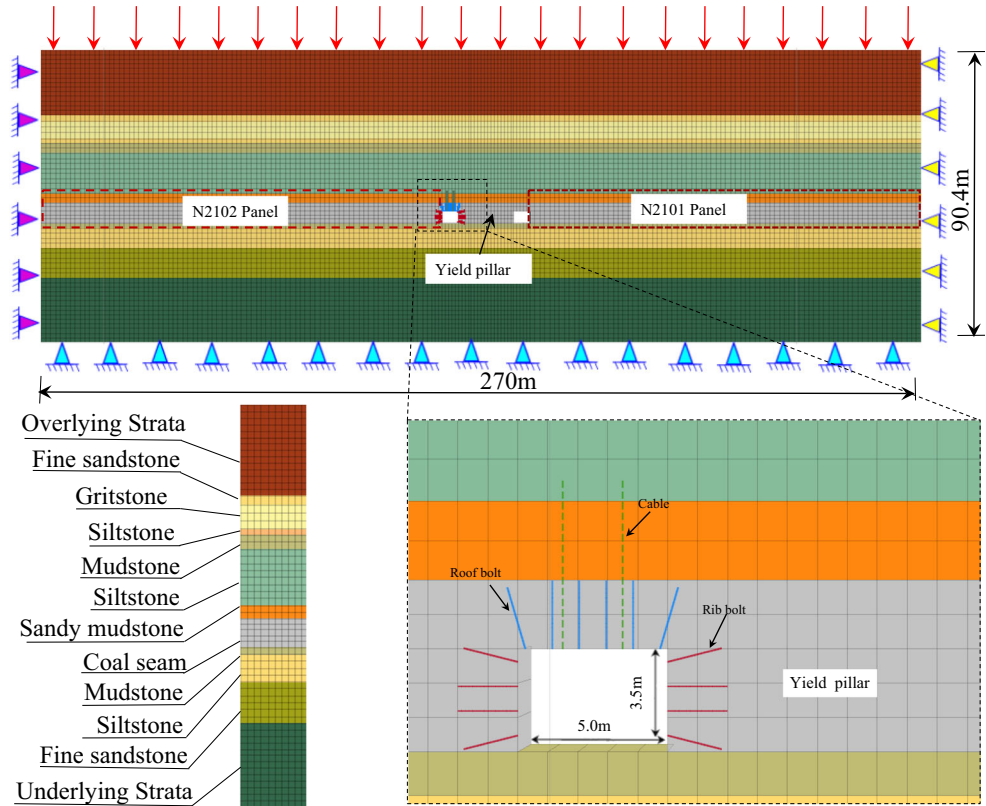 N2102 Panel
N2101 Panel
Yield pillar
90.4m
270m
Overlying Strata
Fine sandstone
Gritstone
Siltstone
Mudstone
Siltstone
Sandy mudstone
Coal seam
Mudstone
Siltstone
Fine sandstone
Underlying Strata
Cable
Roof bolt
Rib bolt
3.5m
5.0m
Yield pillar